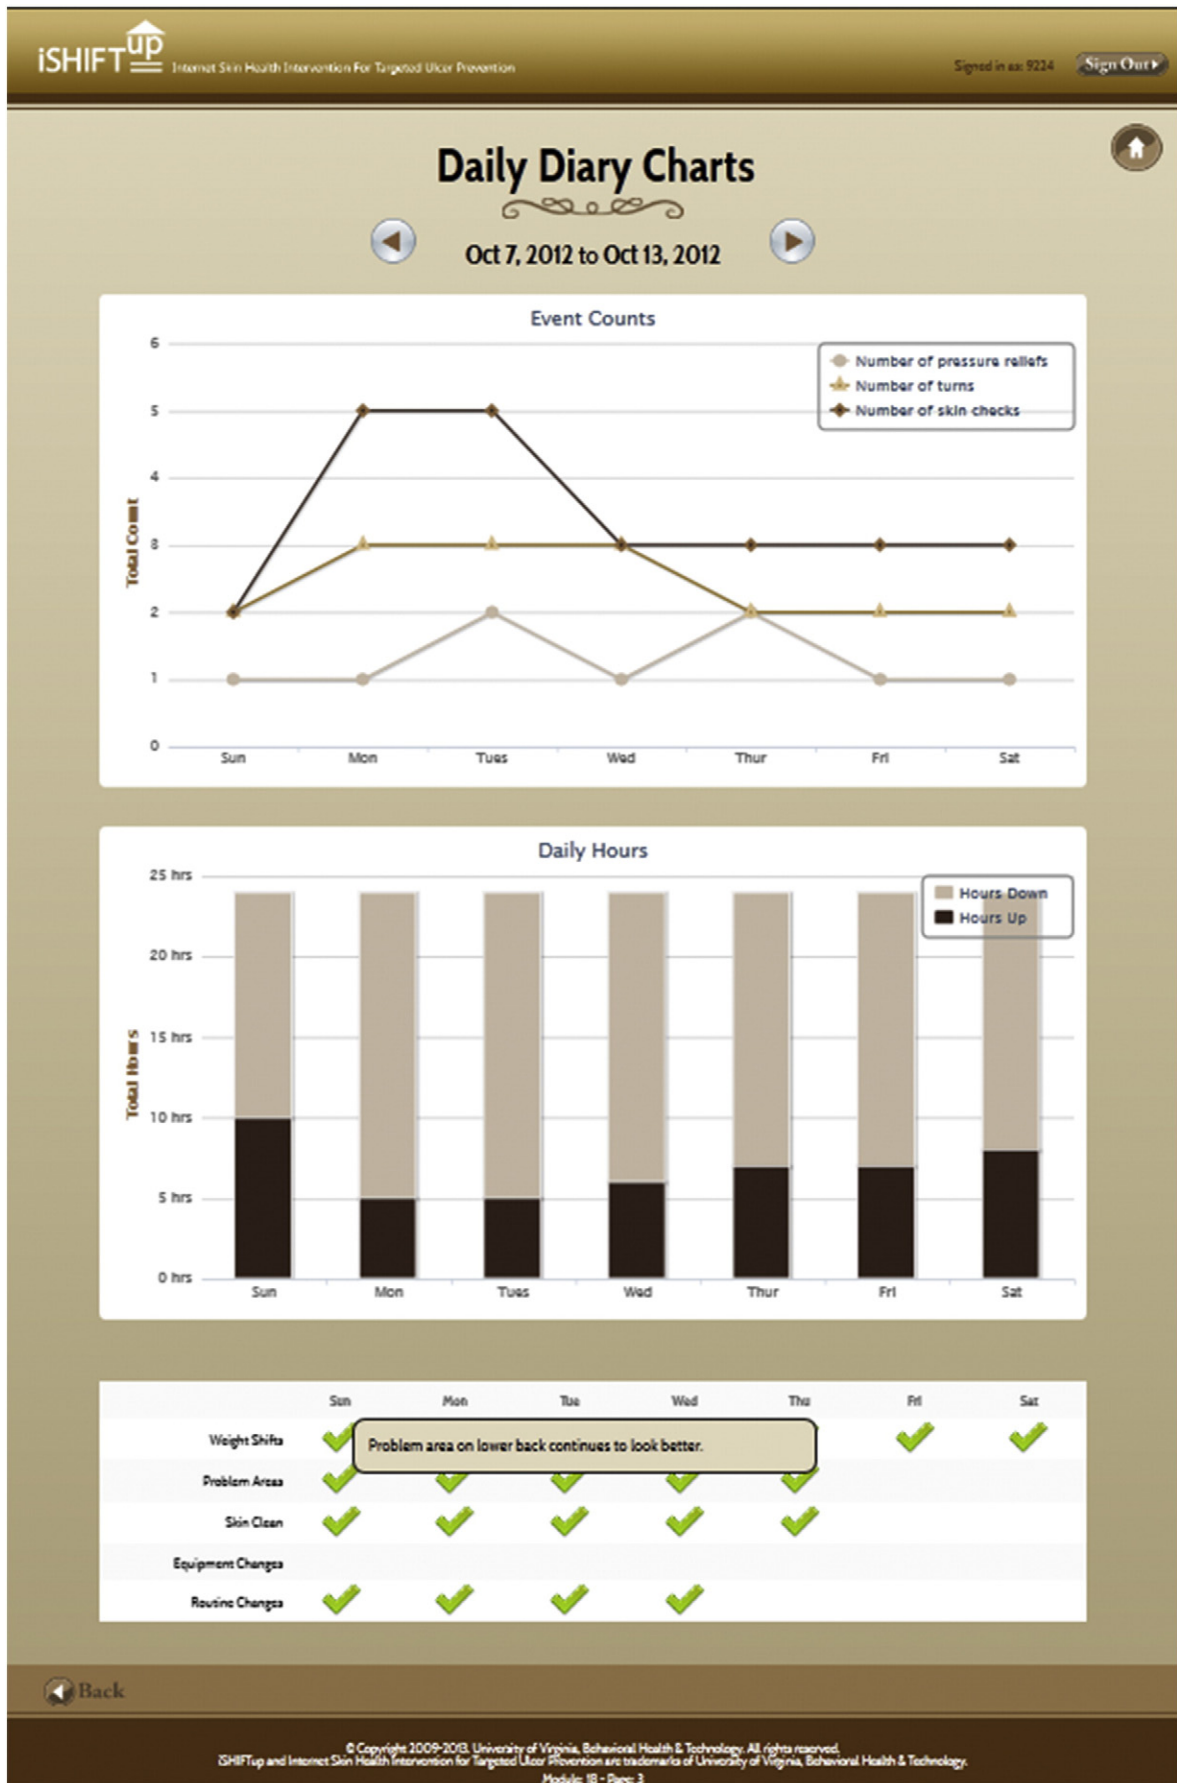 iSHIFTup Internet Skin Health Intervention For Targeted Ulcer Prevention
Signed in as: 9224
Sign Out
Daily Diary Charts
Oct 7, 2012 to Oct 13, 2012
Event Counts
Number of pressure reliefs
Number of turns
Number of skin checks
Total Count
6
5
4
3
2
1
0
Sun Mon Tues Wed Thur Fri Sat
Daily Hours
Hours Down
Hours Up
Total Hours
25 hrs
20 hrs
15 hrs
10 hrs
5 hrs
0 hrs
Sun Mon Tues Wed Thur Fri Sat
Sun Mon Tue Wed Thu Fri Sat
Weight Shifts
Problem area on lower back continues to look better.
Problem Areas
Skin Clean
Equipment Changes
Routine Changes
Back
© Copyright 2009-2013. University of Virginia, Behavioral Health & Technology. All rights reserved.
iSHIFTup and Internet Skin Health Intervention for Targeted Ulcer Prevention are trademarks of University of Virginia, Behavioral Health & Technology.
Module: 18 - Page: 3